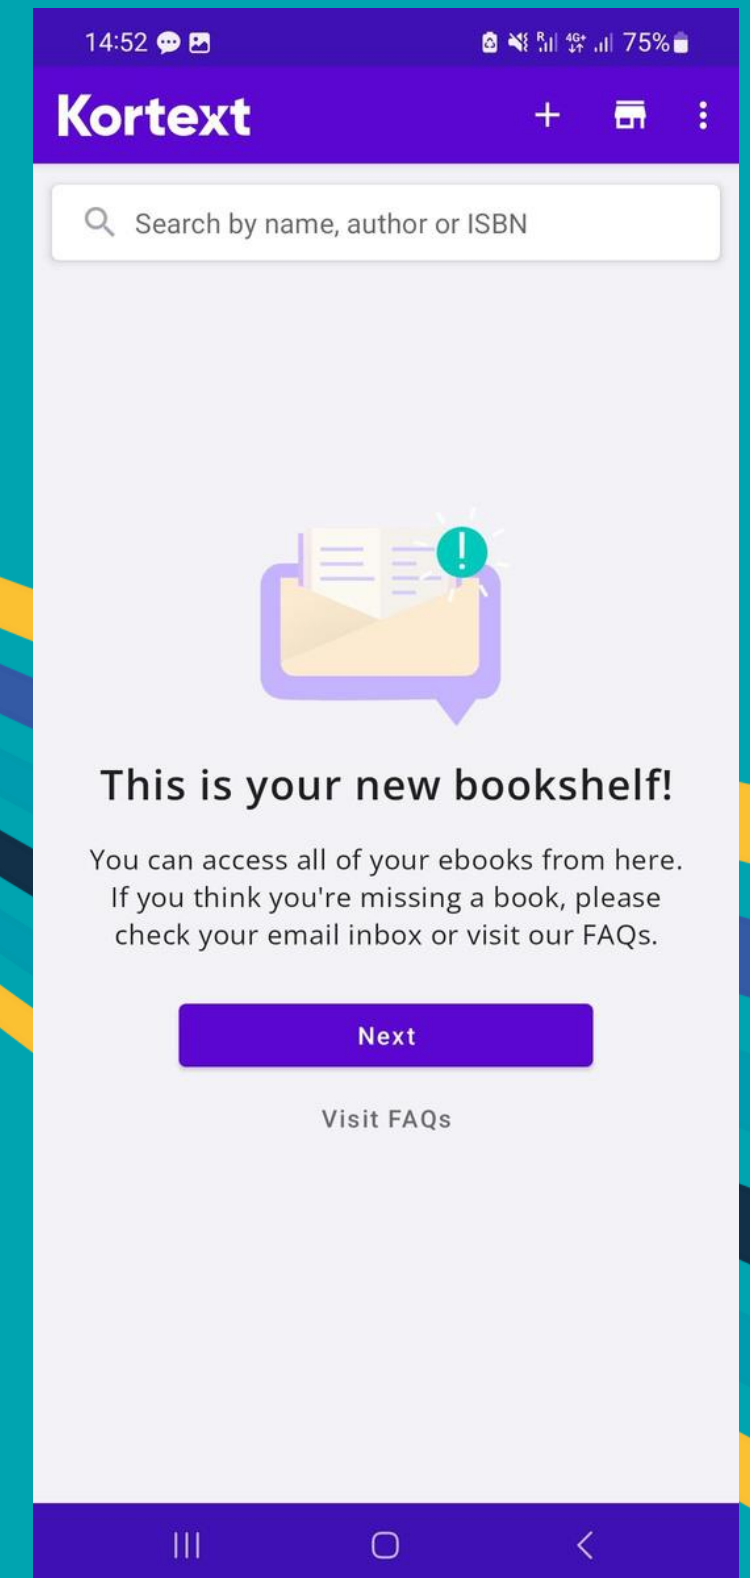 14:52 75%
Kortext
Search by name, author or ISBN
This is your new bookshelf!
You can access all of your ebooks from here.
If you think you're missing a book, please
check your email inbox or visit our FAQs.
Next
Visit FAQs